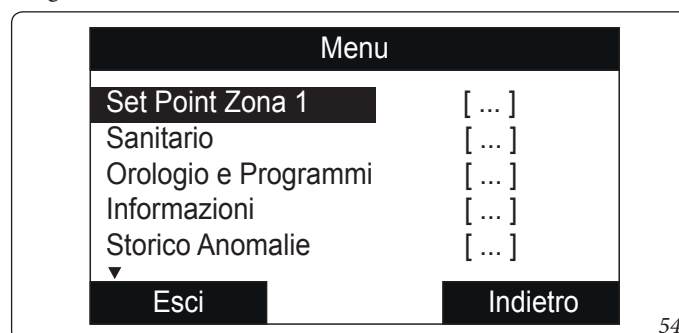 Menu
Set Point Zona 1 [ ... ]
Sanitario [ ... ]
Orologio e Programmi [ ... ]
Informazioni [ ... ]
Storico Anomalie [ ... ]
▼
Esci Indietro
54